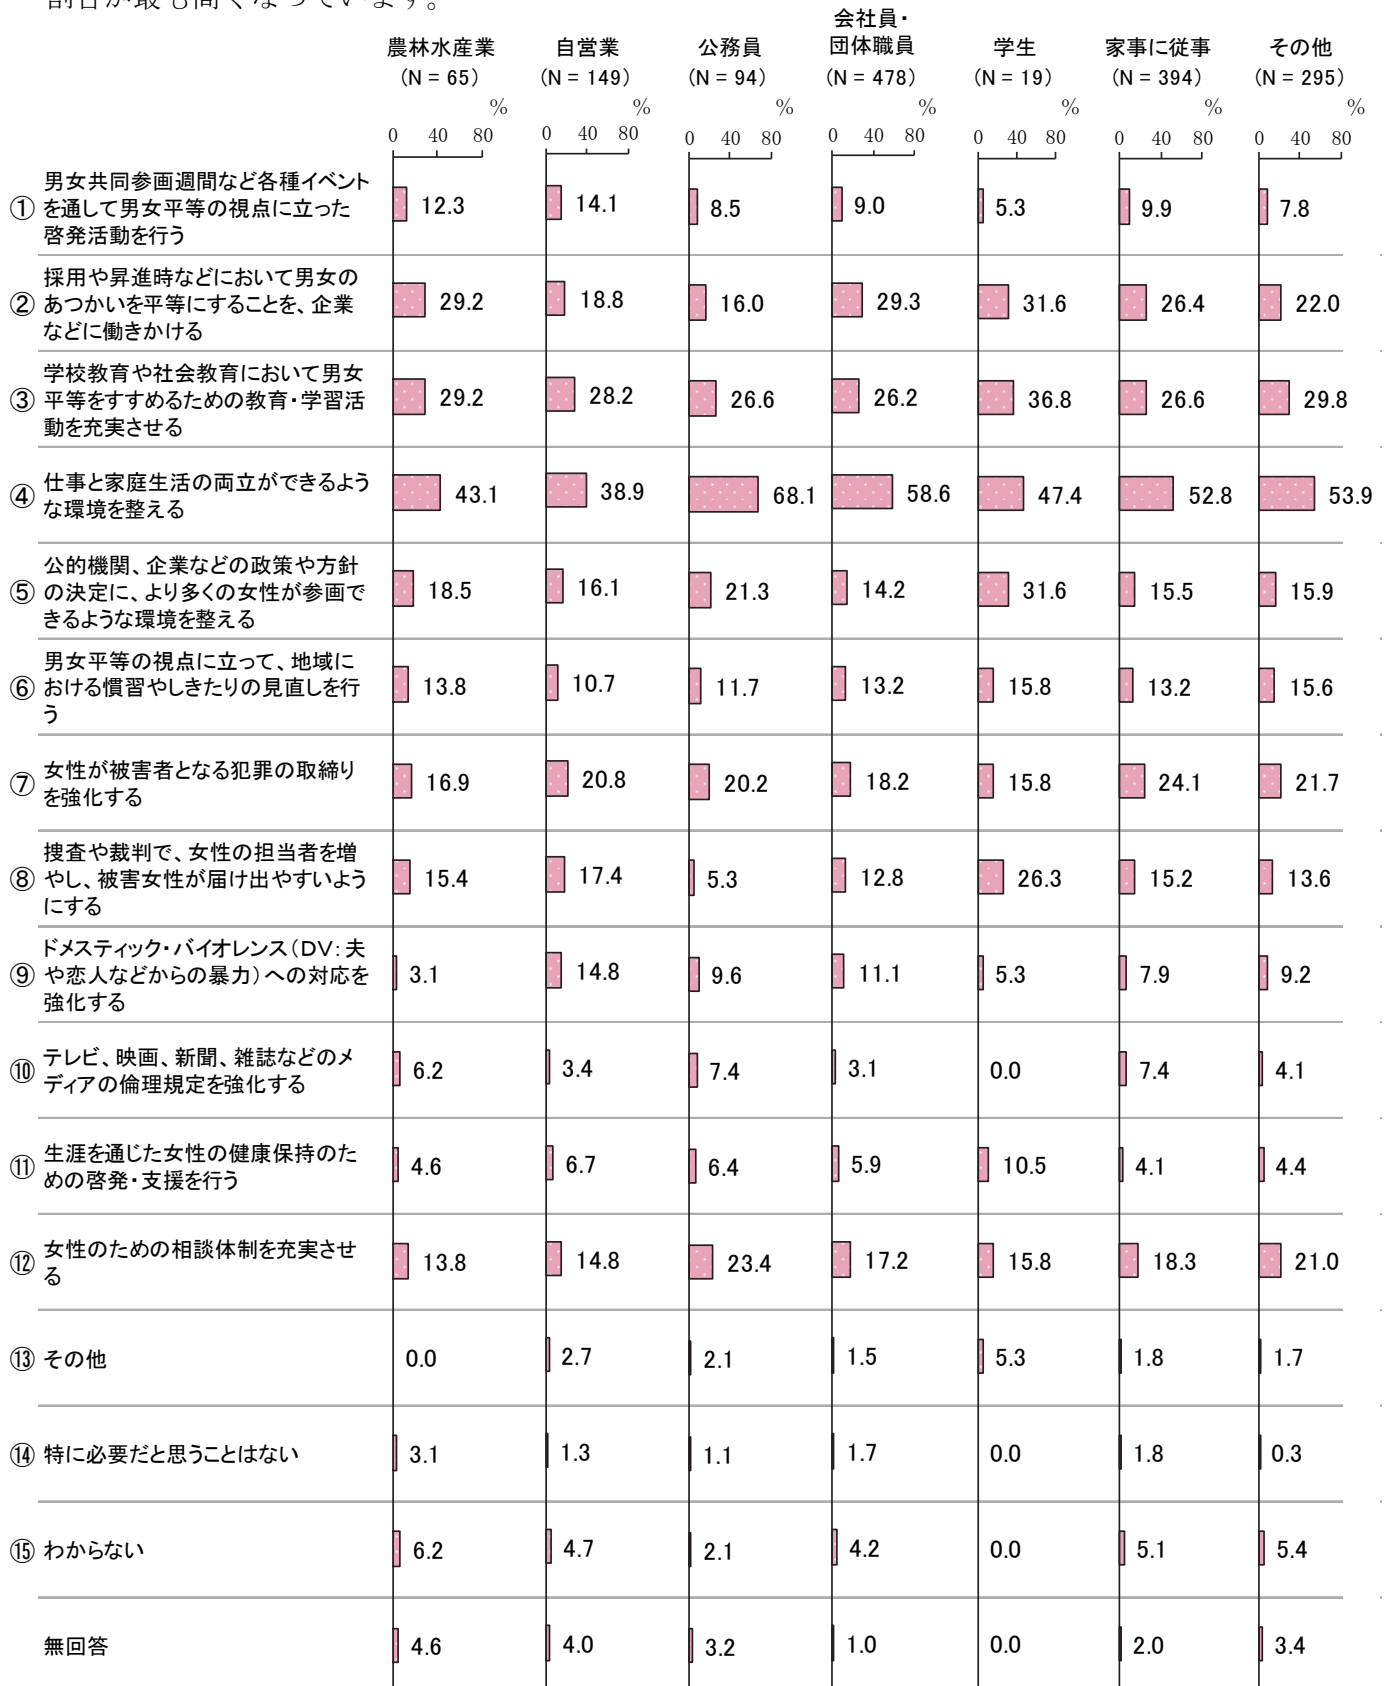 割合が最も高くなっています。
農林水産業 自営業 公務員 会社員・団体職員 学生 家事に従事 その他
(N = 65) (N = 149) (N = 94) (N = 478) (N = 19) (N = 394) (N = 295)
% % % % % % %
0 40 80 0 40 80 0 40 80 0 40 80 0 40 80 0 40 80 0 40 80
① 男女共同参画週間など各種イベント
を通して男女平等の視点に立った
啓発活動を行う
12.3 14.1 8.5 9.0 5.3 9.9 7.8
② 採用や昇進時などにおいて男女の
あつかいを平等にすることを、企業
などに働きかける
29.2 18.8 16.0 29.3 31.6 26.4 22.0
③ 学校教育や社会教育において男女
平等をすすめるための教育・学習活
動を充実させる
29.2 28.2 26.6 26.2 36.8 26.6 29.8
④ 仕事と家庭生活の両立ができるよう
な環境を整える
43.1 38.9 68.1 58.6 47.4 52.8 53.9
⑤ 公的機関、企業などの政策や方針
の決定に、より多くの女性が参画で
きるような環境を整える
18.5 16.1 21.3 14.2 31.6 15.5 15.9
⑥ 男女平等の視点に立って、地域に
おける慣習やしきたりの見直しを行
う
13.8 10.7 11.7 13.2 15.8 13.2 15.6
⑦ 女性が被害者となる犯罪の取締り
を強化する
16.9 20.8 20.2 18.2 15.8 24.1 21.7
⑧ 捜査や裁判で、女性の担当者を増
やし、被害女性が届け出やすいよう
にする
15.4 17.4 5.3 12.8 26.3 15.2 13.6
⑨ ドメスティック・バイオレンス(DV:夫
や恋人などからの暴力)への対応を
強化する
3.1 14.8 9.6 11.1 5.3 7.9 9.2
⑩ テレビ、映画、新聞、雑誌などのメ
ディアの倫理規定を強化する
6.2 3.4 7.4 3.1 0.0 7.4 4.1
⑪ 生涯を通じた女性の健康保持のた
めの啓発・支援を行う
4.6 6.7 6.4 5.9 10.5 4.1 4.4
⑫ 女性のための相談体制を充実させ
る
13.8 14.8 23.4 17.2 15.8 18.3 21.0
⑬ その他
0.0 2.7 2.1 1.5 5.3 1.8 1.7
⑭ 特に必要だと思うことはない
3.1 1.3 1.1 1.7 0.0 1.8 0.3
⑮ わからない
6.2 4.7 2.1 4.2 0.0 5.1 5.4
無回答
4.6 4.0 3.2 1.0 0.0 2.0 3.4